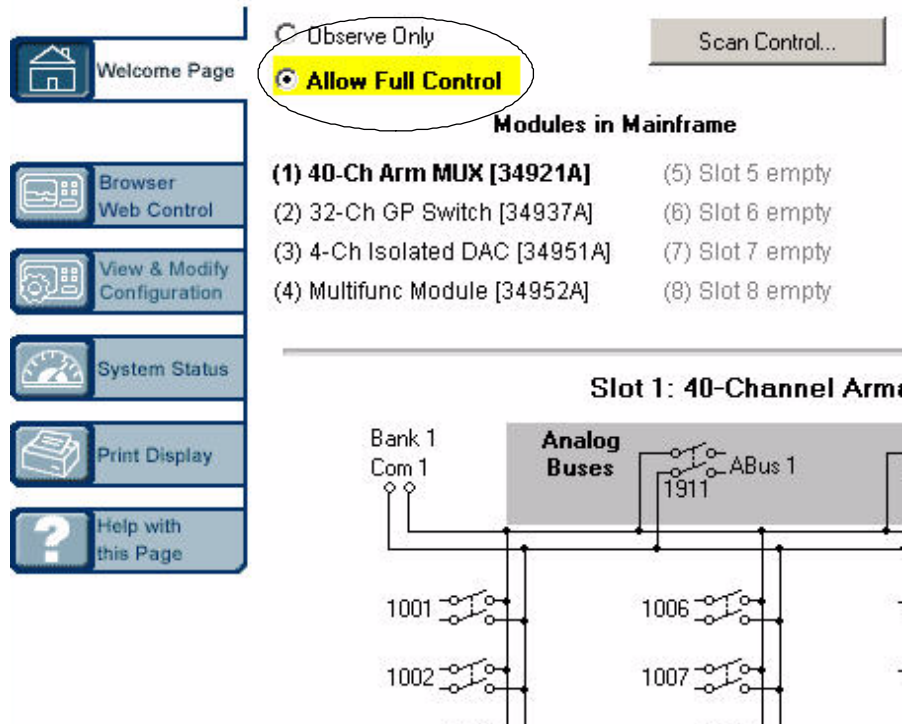 Welcome Page
Browser
Web Control
View & Modify
Configuration
System Status
Print Display
Help with
this Page
Observe Only
Allow Full Control
Scan Control...
Modules in Mainframe
(1) 40-Ch Arm MUX [34921A]
(2) 32-Ch GP Switch [34937A]
(3) 4-Ch Isolated DAC [34951A]
(4) Multifunc Module [34952A]
(5) Slot 5 empty
(6) Slot 6 empty
(7) Slot 7 empty
(8) Slot 8 empty
Slot 1: 40-Channel Arma
Bank 1
Com 1
Analog
Buses
ABus 1
1911
1001
1006
1002
1007